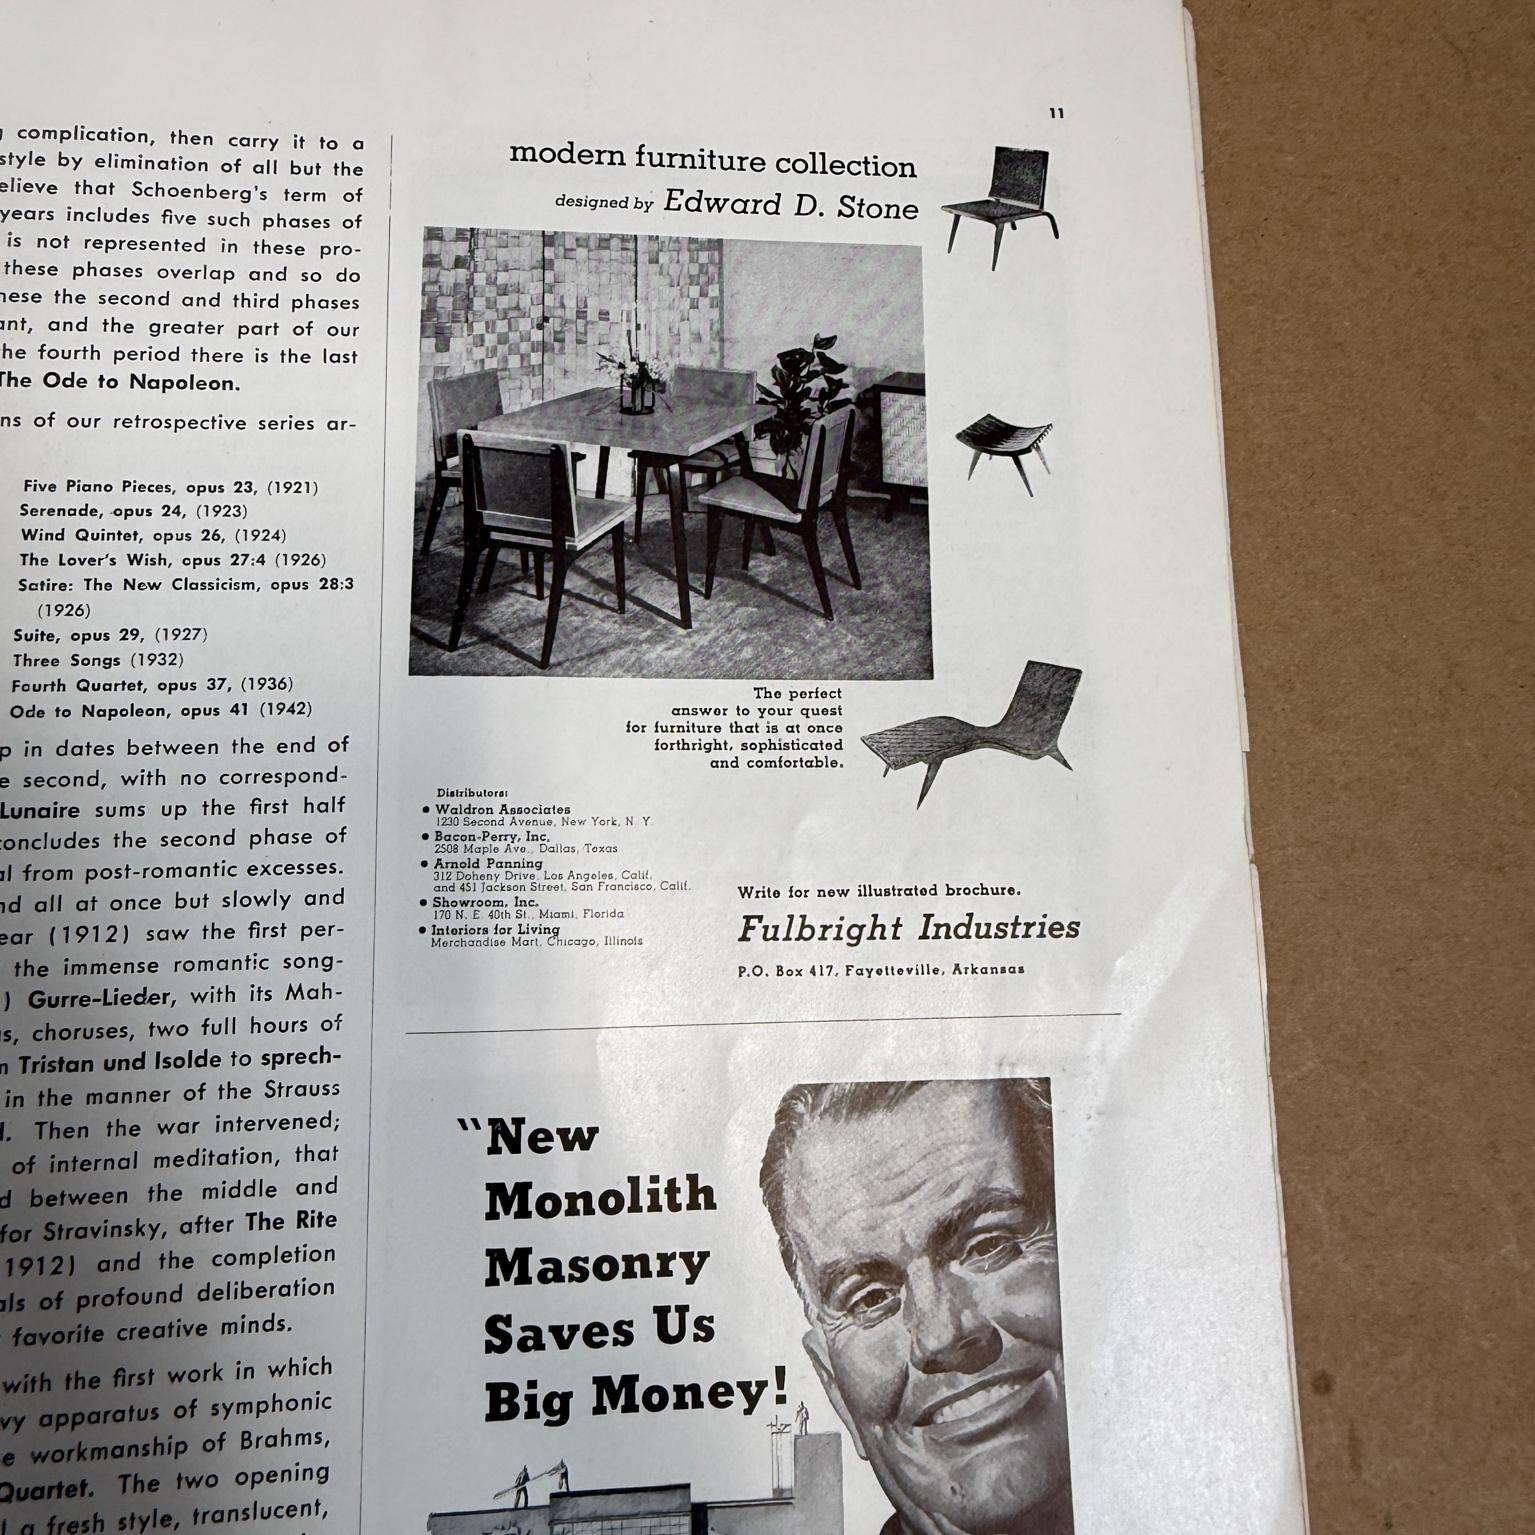 11
complication, then carry it to a
style by elimination of all but the
elieve that Schoenberg's term of
years includes five such phases of
is not represented in these pro-
these phases overlap and so do
hese the second and third phases
ant, and the greater part of our
he fourth period there is the last
The Ode to Napoleon.
ns of our retrospective series ar-
Five Piano Pieces, opus 23, (1921)
Serenade, opus 24, (1923)
Wind Quintet, opus 26, (1924)
The Lover's Wish, opus 27:4 (1926)
Satire: The New Classicism, opus 28:3
(1926)
Suite, opus 29, (1927)
Three Songs (1932)
Fourth Quartet, opus 37, (1936)
Ode to Napoleon, opus 41 (1942)
p in dates between the end of
e second, with no correspond-
Lunaire sums up the first half
concludes the second phase of
al from post-romantic excesses.
nd all at once but slowly and
ear (1912) saw the first per-
the immense romantic song-
) Gurre-Lieder, with its Mah-
s, choruses, two full hours of
n Tristan und Isolde to sprech-
in the manner of the Strauss
d. Then the war intervened;
of internal meditation, that
d between the middle and
for Stravinsky, after The Rite
1912) and the completion
als of profound deliberation
favorite creative minds.
with the first work in which
vy apparatus of symphonic
e workmanship of Brahms,
Quartet. The two opening
a fresh style, translucent,
modern furniture collection
designed by Edward D. Stone
The perfect
answer to your quest
for furniture that is at once
forthright, sophisticated
and comfortable.
Distributors:
• Waldron Associates
1230 Second Avenue, New York, N. Y.
• Bacon-Perry, Inc.
2508 Maple Ave., Dallas, Texas
• Arnold Panning
312 Doheny Drive, Los Angeles, Calif.
and 451 Jackson Street, San Francisco, Calif.
• Showroom, Inc.
170 N. E. 40th St., Miami, Florida
• Interiors for Living
Merchandise Mart, Chicago, Illinois
Write for new illustrated brochure.
Fulbright Industries
P.O. Box 417, Fayetteville, Arkansas
"New
Monolith
Masonry
Saves Us
Big Money!